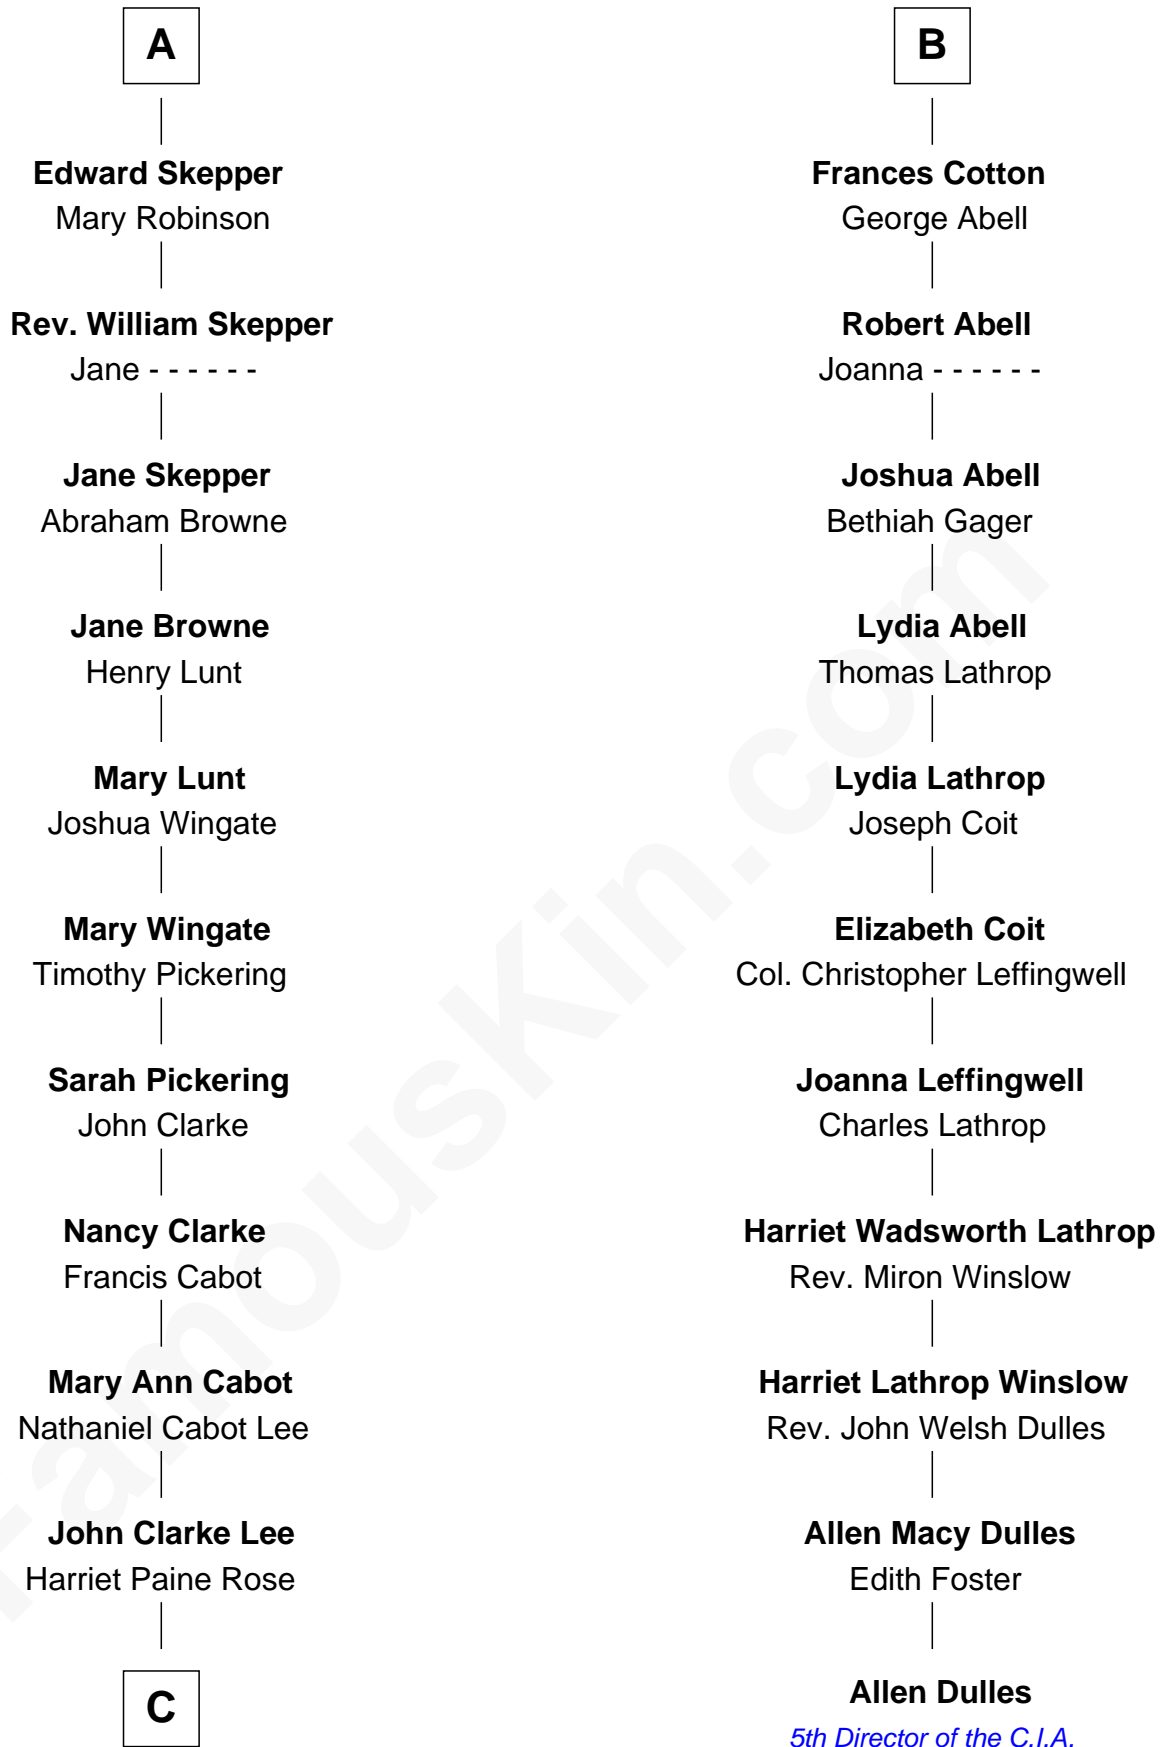 A
Edward Skepper
Mary Robinson
Rev. William Skepper
Jane - - - - - -
Jane Skepper
Abraham Browne
Jane Browne
Henry Lunt
Mary Lunt
Joshua Wingate
Mary Wingate
Timothy Pickering
Sarah Pickering
John Clarke
Nancy Clarke
Francis Cabot
Mary Ann Cabot
Nathaniel Cabot Lee
John Clarke Lee
Harriet Paine Rose
C
B
Frances Cotton
George Abell
Robert Abell
Joanna - - - - - -
Joshua Abell
Bethiah Gager
Lydia Abell
Thomas Lathrop
Lydia Lathrop
Joseph Coit
Elizabeth Coit
Col. Christopher Leffingwell
Joanna Leffingwell
Charles Lathrop
Harriet Wadsworth Lathrop
Rev. Miron Winslow
Harriet Lathrop Winslow
Rev. John Welsh Dulles
Allen Macy Dulles
Edith Foster
Allen Dulles
5th Director of the C.I.A.
FamousKin.com